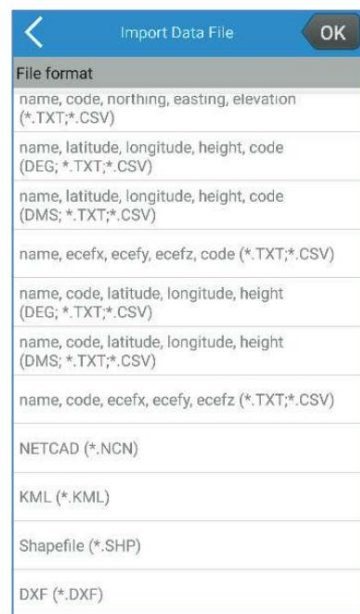 Import Data File
OK
File format
name, code, northing, easting, elevation
(*.TXT;*.CSV)
name, latitude, longitude, height, code
(DEG; *.TXT;*.CSV)
name, latitude, longitude, height, code
(DMS; *.TXT;*.CSV)
name, ecefx, ecefy, ecefz, code (*.TXT;*.CSV)
name, code, latitude, longitude, height
(DEG; *.TXT;*.CSV)
name, code, latitude, longitude, height
(DMS; *.TXT;*.CSV)
name, code, ecefx, ecefy, ecefz (*.TXT;*.CSV)
NETCAD (*.NCN)
KML (*.KML)
Shapefile (*.SHP)
DXF (*.DXF)